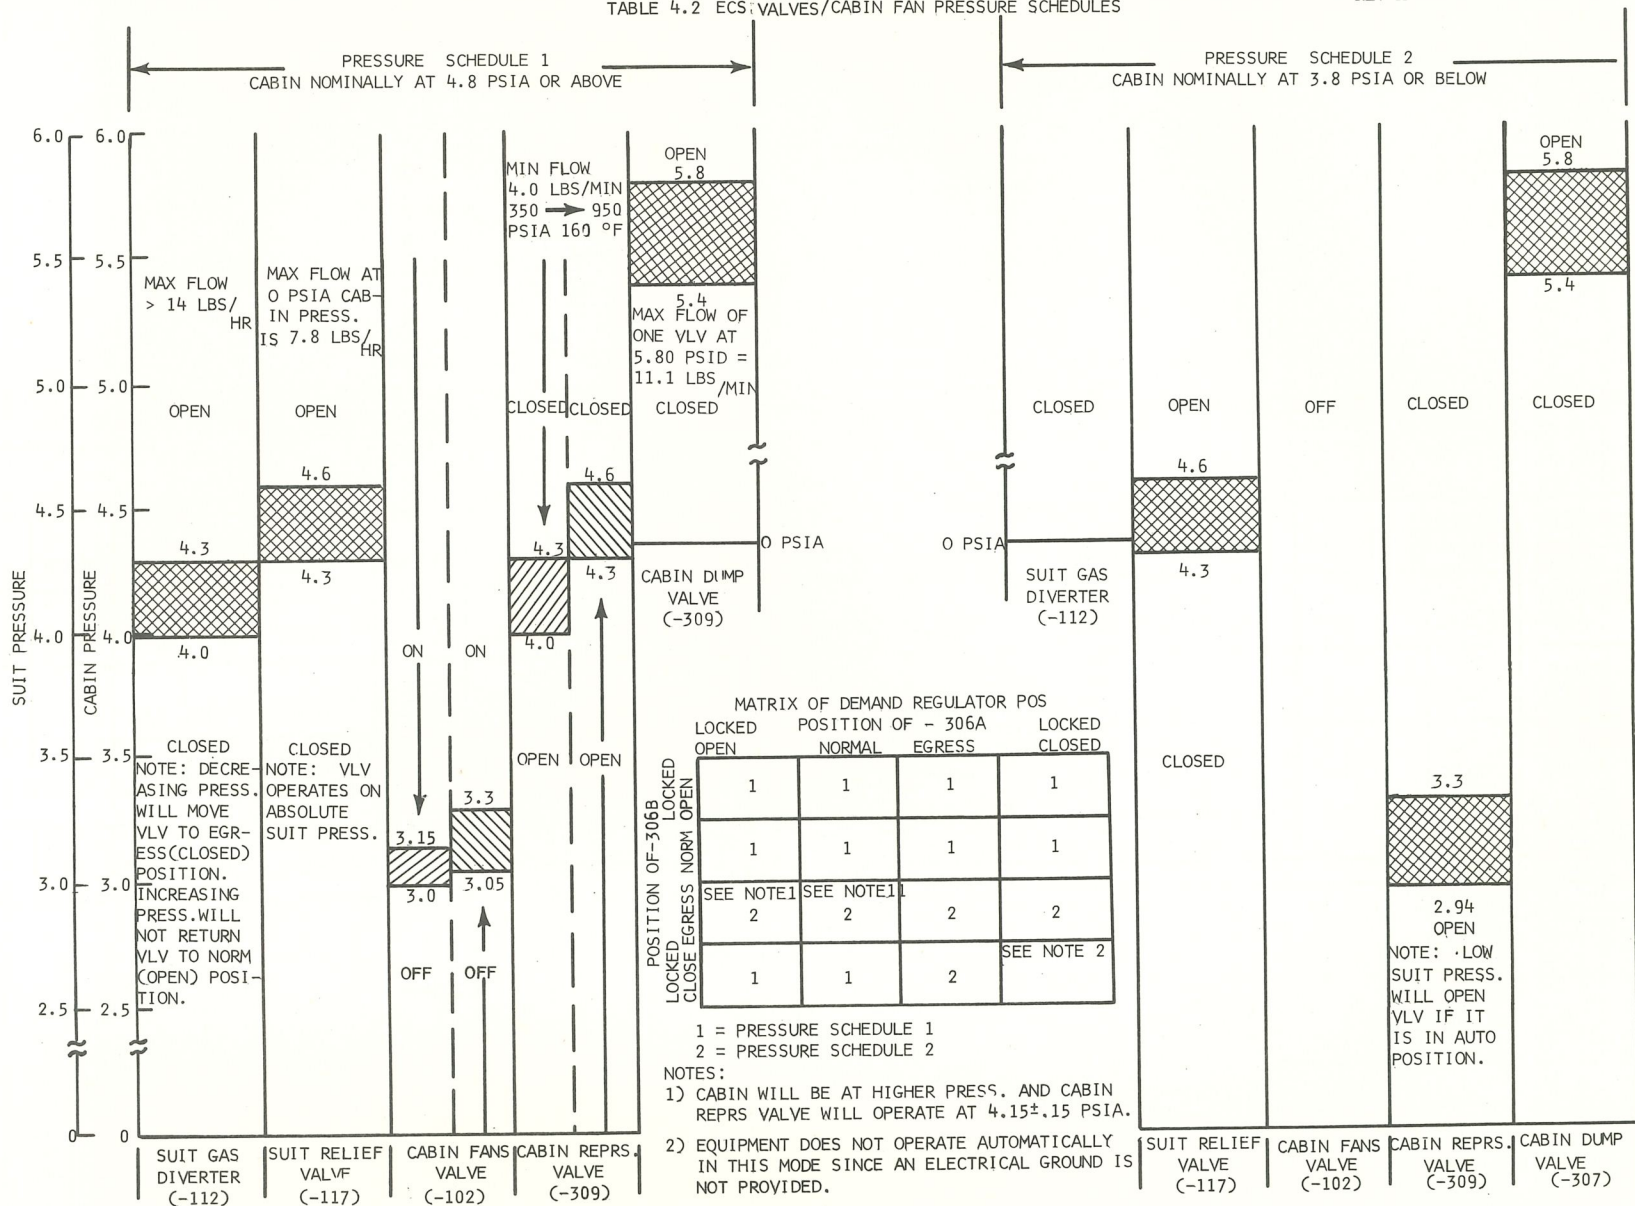 TABLE 4.2 ECS VALVES/CABIN FAN PRESSURE SCHEDULES
PRESSURE SCHEDULE 1
CABIN NOMINALLY AT 4.8 PSIA OR ABOVE
PRESSURE SCHEDULE 2
CABIN NOMINALLY AT 3.8 PSIA OR BELOW
SUIT PRESSURE
6.0
5.5
5.0
4.5
4.0
3.5
3.0
2.5
0
CABIN PRESSURE
6.0
5.5
5.0
4.5
4.0
3.5
3.0
2.5
0
MAX FLOW
> 14 LBS/
HR
OPEN
4.3
4.0
CLOSED
NOTE: DECRE-
ASING PRESS.
WILL MOVE
VLV TO EGR-
ESS(CLOSED)
POSITION.
INCREASING
PRESS.WILL
NOT RETURN
VLV TO NORM
(OPEN) POSI-
TION.
SUIT GAS
DIVERTER
(-112)
MAX FLOW AT
0 PSIA CAB-
IN PRESS.
IS 7.8 LBS/
HR
OPEN
4.6
4.3
CLOSED
NOTE: VLV
OPERATES ON
ABSOLUTE
SUIT PRESS.
SUIT RELIEF
VALVE
(-117)
ON ON
3.3
3.15
3.05
3.0
OFF OFF
CABIN FANS
VALVE
(-102)
MIN FLOW
4.0 LBS/MIN
350 → 950
PSIA 160 °F
CLOSED CLOSED
4.6
4.3
4.3
4.0
OPEN OPEN
CABIN REPRS.
VALVE
(-309)
OPEN
5.8
5.4
MAX FLOW OF
ONE VLV AT
5.80 PSID =
11.1 LBS
/MIN
CLOSED
0 PSIA
CABIN DUMP
VALVE
(-309)
MATRIX OF DEMAND REGULATOR POS
POSITION OF - 306A
LOCKED OPEN NORMAL EGRESS LOCKED CLOSED
POSITION OF-306B
LOCKED OPEN
1 1 1 1
NORM
1 1 1 1
EGRESS
SEE NOTE1 SEE NOTE11
2 2 2 2
LOCKED CLOSE
SEE NOTE 2
1 1 2
1 = PRESSURE SCHEDULE 1
2 = PRESSURE SCHEDULE 2
NOTES:
1) CABIN WILL BE AT HIGHER PRESS. AND CABIN
REPRS VALVE WILL OPERATE AT 4.15±.15 PSIA.
2) EQUIPMENT DOES NOT OPERATE AUTOMATICALLY
IN THIS MODE SINCE AN ELECTRICAL GROUND IS
NOT PROVIDED.
CLOSED
0 PSIA
SUIT GAS
DIVERTER
(-112)
OPEN
4.6
4.3
CLOSED
SUIT RELIEF
VALVE
(-117)
OFF
CABIN FANS
VALVE
(-102)
CLOSED
3.3
2.94
OPEN
NOTE: LOW
SUIT PRESS.
WILL OPEN
VLV IF IT
IS IN AUTO
POSITION.
CABIN REPRS.
VALVE
(-309)
OPEN
5.8
5.4
CLOSED
CABIN DUMP
VALVE
(-307)